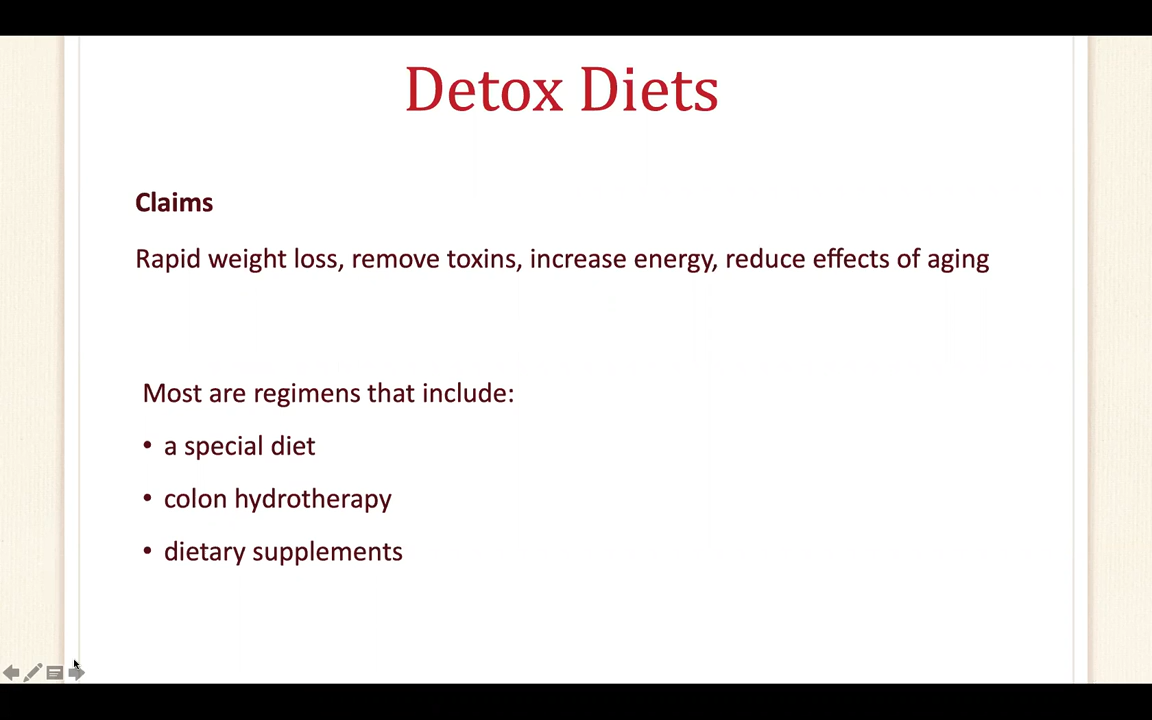 Detox Diets
Claims
Rapid weight loss, remove toxins, increase energy, reduce effects of aging
Most are regimens that include:
• a special diet
• colon hydrotherapy
• dietary supplements